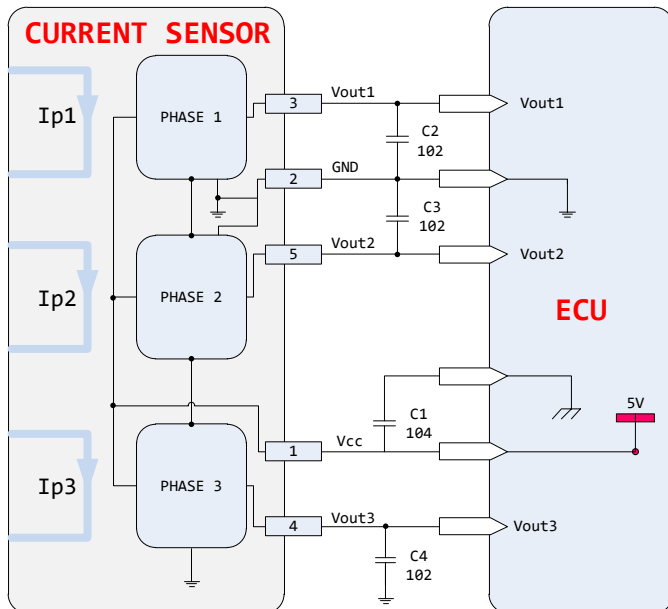 CURRENT SENSOR
Ip1
PHASE 1
3
Vout1
C2
102
Vout1
2
GND
C3
102
Ip2
PHASE 2
5
Vout2
Vout2
ECU
C1
104
5V
Ip3
PHASE 3
1
Vcc
4
Vout3
Vout3
C4
102